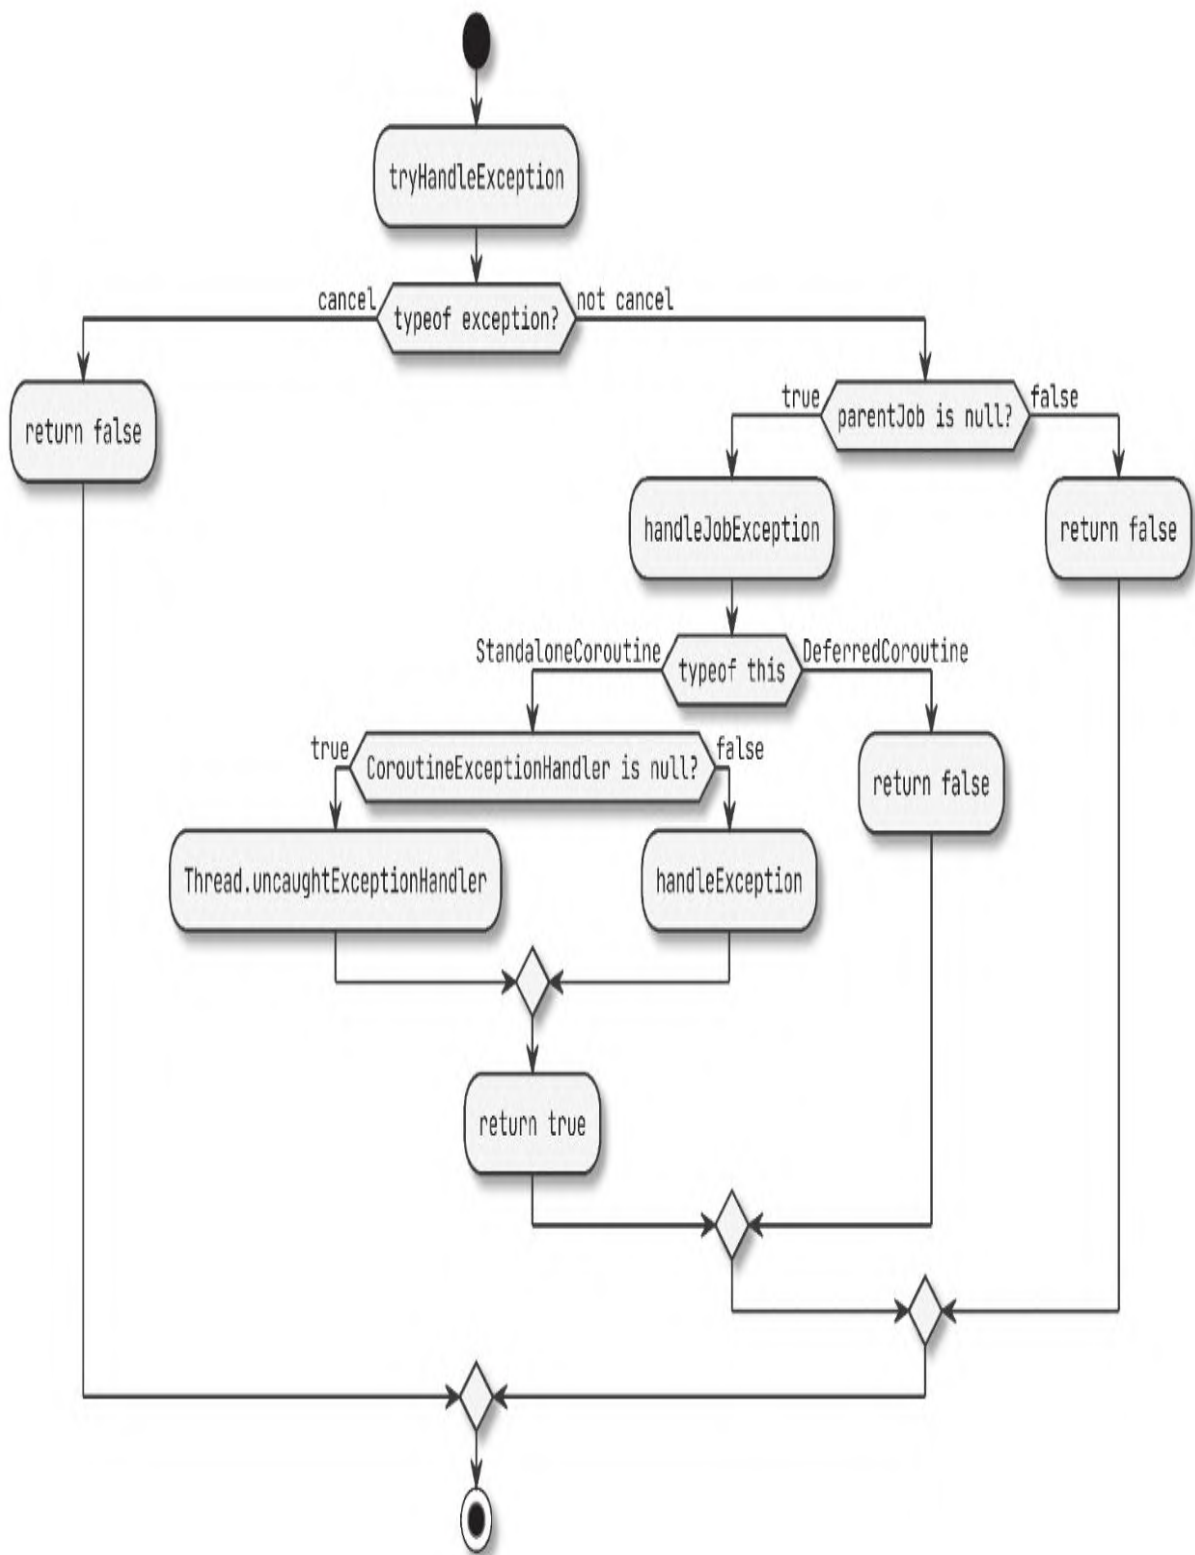 tryHandleException
cancel
typeof exception?
not cancel
return false
true
parentJob is null?
false
handleJobException
return false
StandaloneCoroutine
typeof this
DeferredCoroutine
true
CoroutineExceptionHandler is null?
false
return false
Thread.uncaughtExceptionHandler
handleException
return true